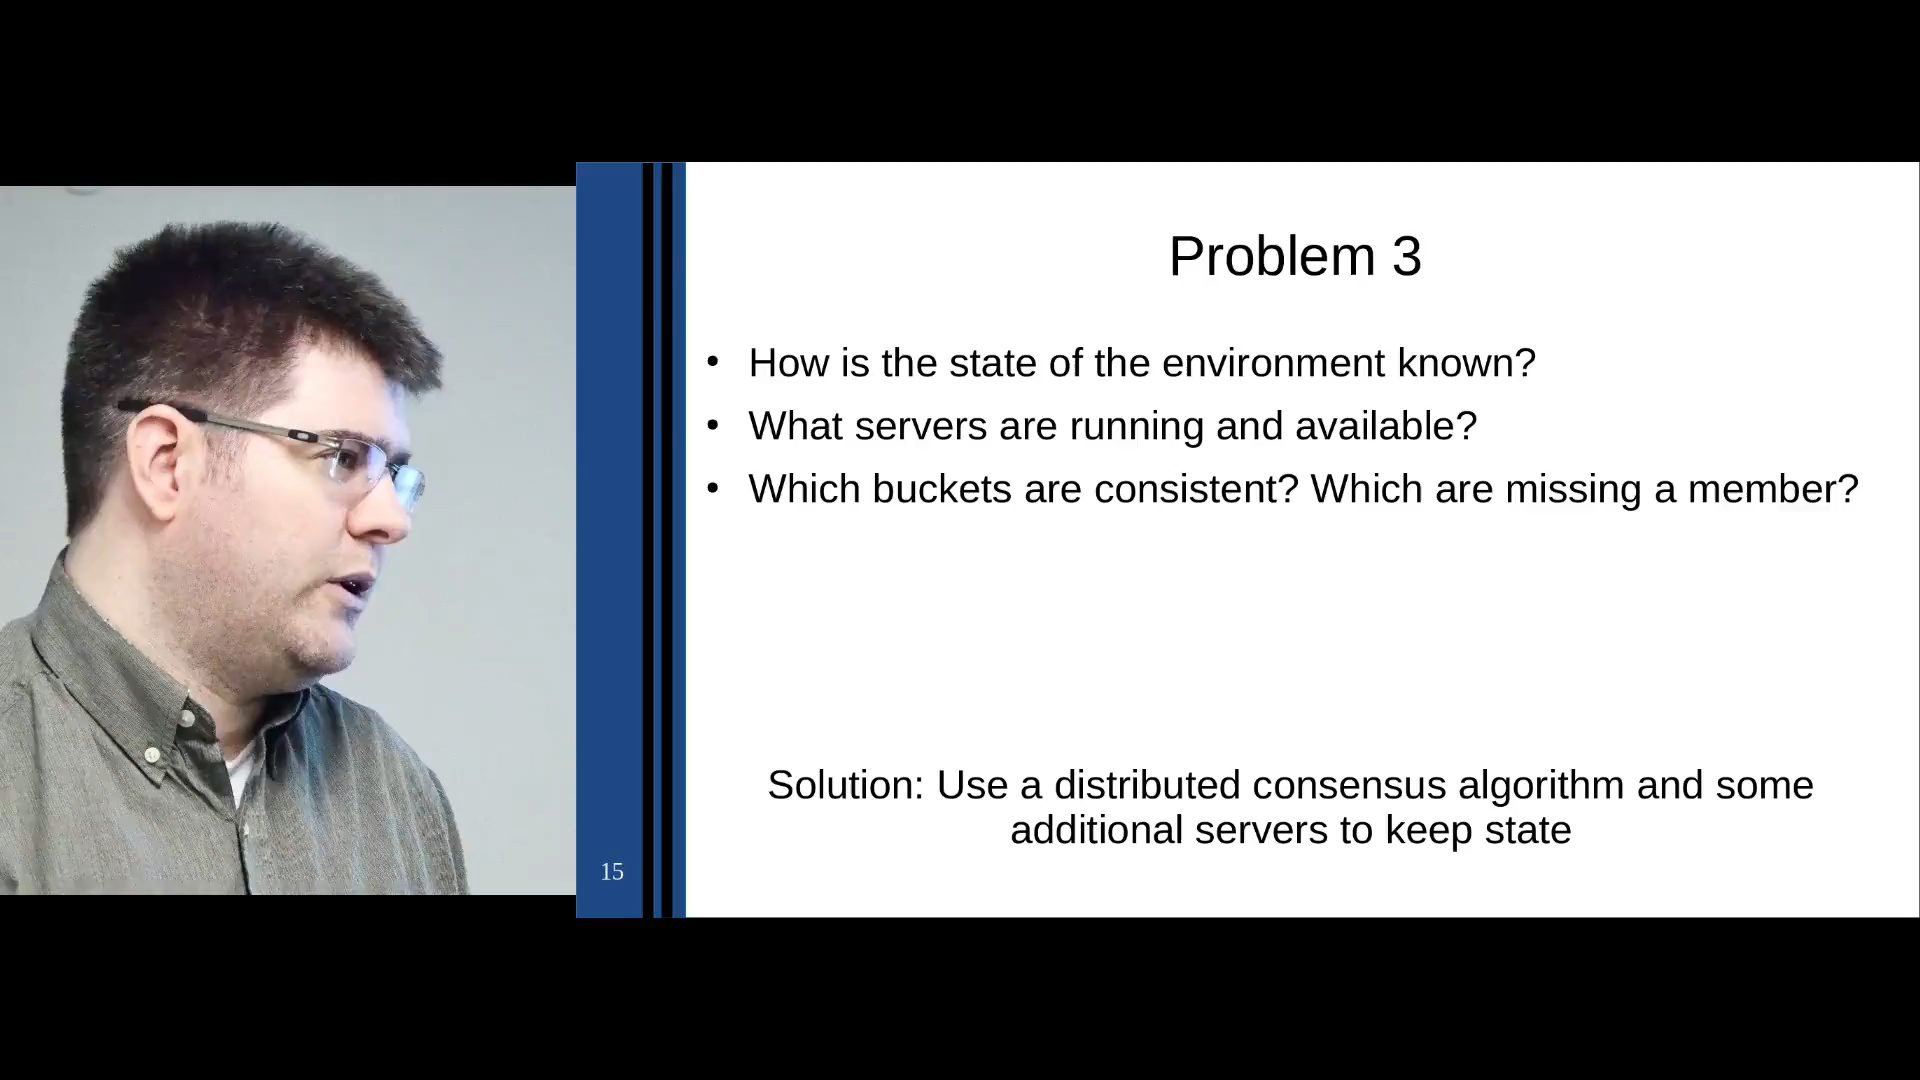 Problem 3
• How is the state of the environment known?
• What servers are running and available?
• Which buckets are consistent? Which are missing a member?
Solution: Use a distributed consensus algorithm and some
additional servers to keep state
15